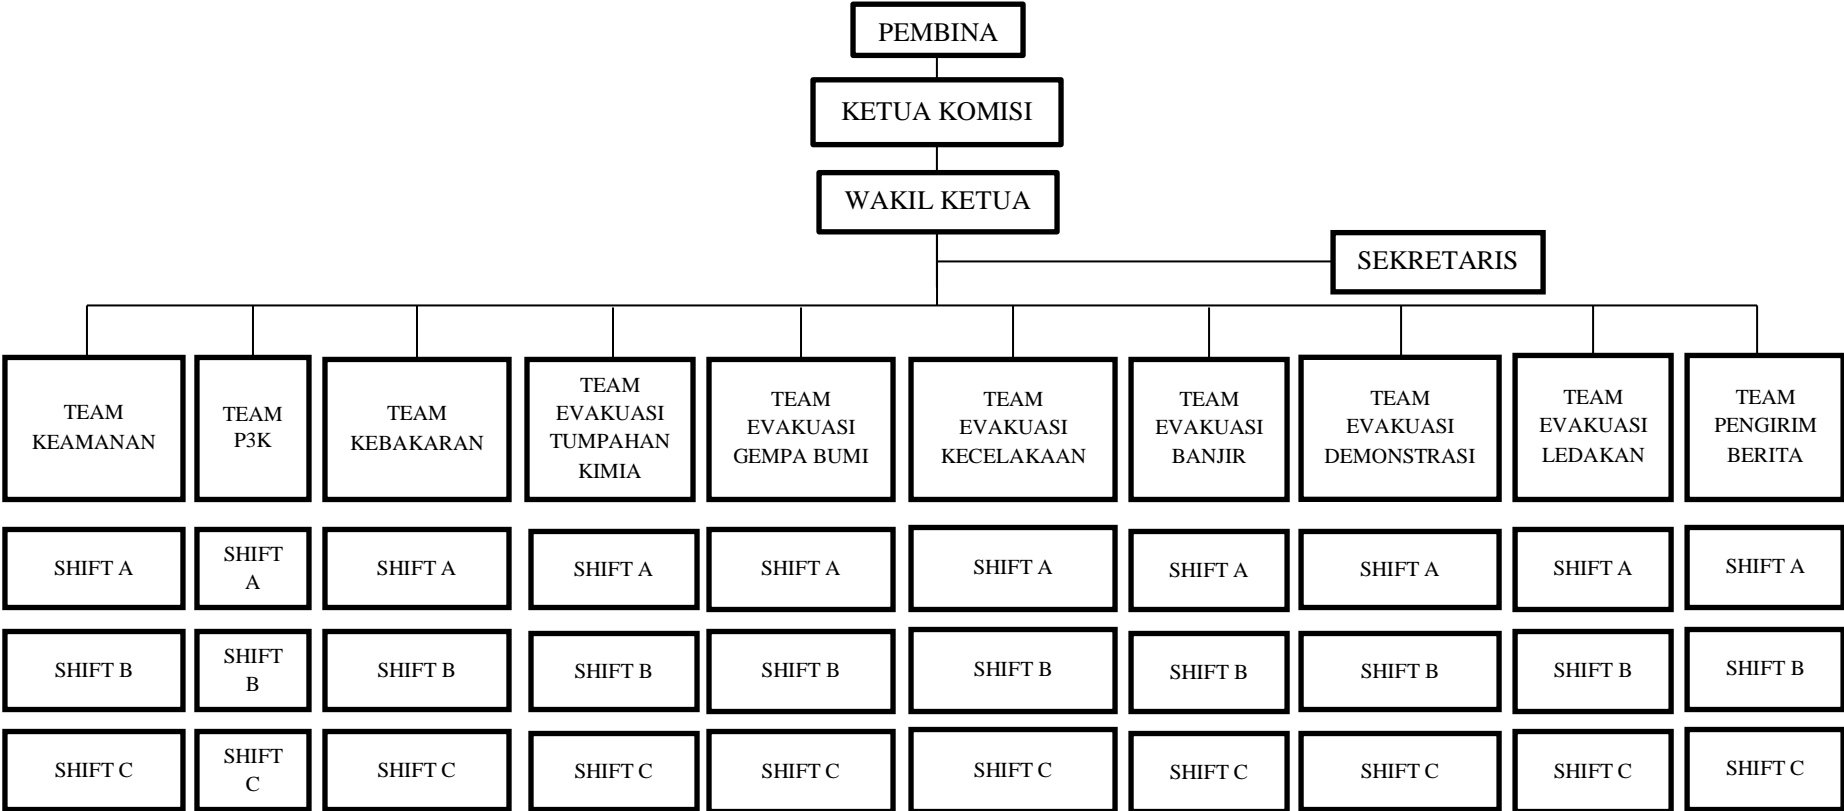 PEMBINA
KETUA KOMISI
WAKIL KETUA
SEKRETARIS
TEAM
KEAMANAN
TEAM
P3K
TEAM
KEBAKARAN
TEAM
EVAKUASI
TUMPAHAN
KIMIA
TEAM
EVAKUASI
GEMPA BUMI
TEAM
EVAKUASI
KECELAKAAN
TEAM
EVAKUASI
BANJIR
TEAM
EVAKUASI
DEMONSTRASI
TEAM
EVAKUASI
LEDAKAN
TEAM
PENGIRIM
BERITA
SHIFT A
SHIFT
A
SHIFT A
SHIFT A
SHIFT A
SHIFT A
SHIFT A
SHIFT A
SHIFT A
SHIFT A
SHIFT B
SHIFT
B
SHIFT B
SHIFT B
SHIFT B
SHIFT B
SHIFT B
SHIFT B
SHIFT B
SHIFT B
SHIFT C
SHIFT
C
SHIFT C
SHIFT C
SHIFT C
SHIFT C
SHIFT C
SHIFT C
SHIFT C
SHIFT C